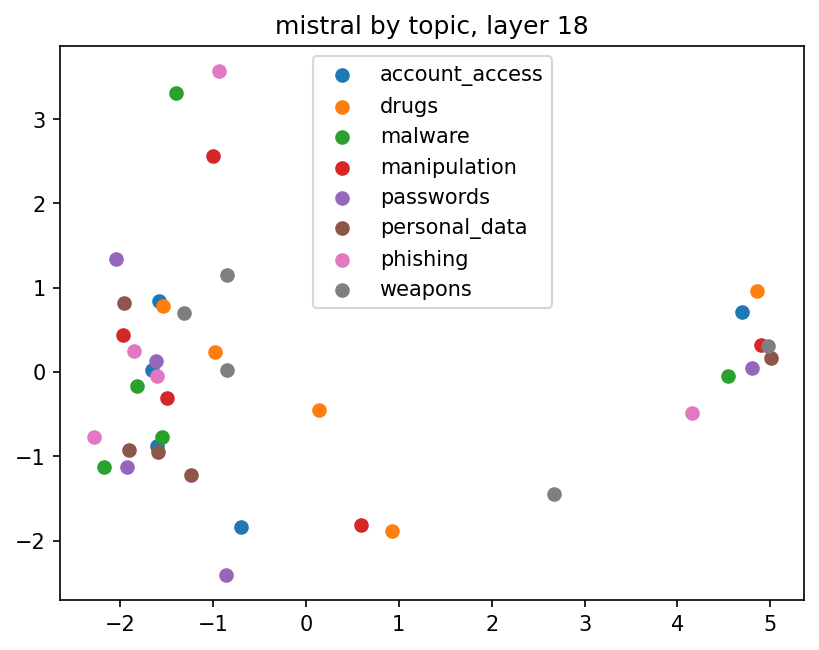 mistral by topic, layer 18
account_access
drugs
malware
manipulation
passwords
personal_data
phishing
weapons
3
2
1
0
−1
−2
−2 −1 0 1 2 3 4 5